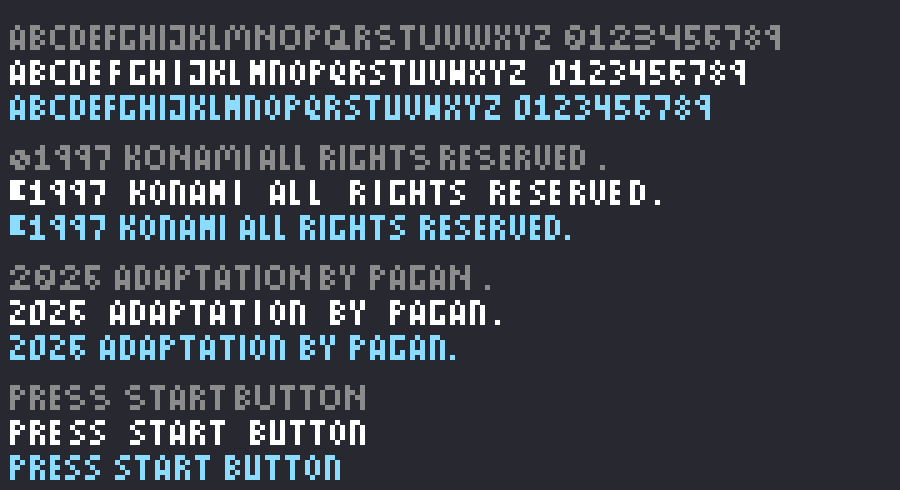 ABCDEFGHIJKLMNOPQRSTUVWXYZ 0123456789
ABCDEFGHIJKLMNOPQRSTUVWXYZ 0123456789
ABCDEFGHIJKLMNOPQRSTUVWXYZ 0123456789
©1997 KONAMI ALL RIGHTS RESERVED .
©1997 KONAMI ALL RIGHTS RESERVED.
©1997 KONAMI ALL RIGHTS RESERVED.
2026 ADAPTATION BY PAGAN .
2026 ADAPTATION BY PAGAN.
2026 ADAPTATION BY PAGAN.
PRESS START BUTTON
PRESS START BUTTON
PRESS START BUTTON